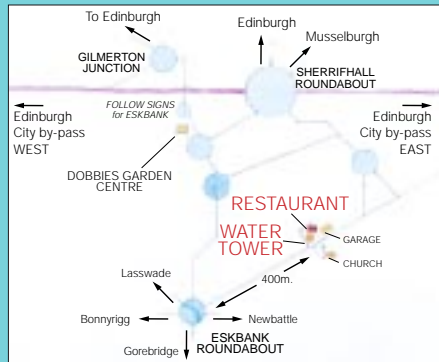 To Edinburgh
Edinburgh
Musselburgh
GILMERTON
JUNCTION
SHERRIFHALL
ROUNDABOUT
FOLLOW SIGNS
for ESKBANK
Edinburgh
City by-pass
WEST
Edinburgh
City by-pass
EAST
DOBBIES GARDEN
CENTRE
RESTAURANT
WATER
TOWER
GARAGE
CHURCH
400m.
Lasswade
Bonnyrigg
Newbattle
Gorebridge
ESKBANK
ROUNDABOUT